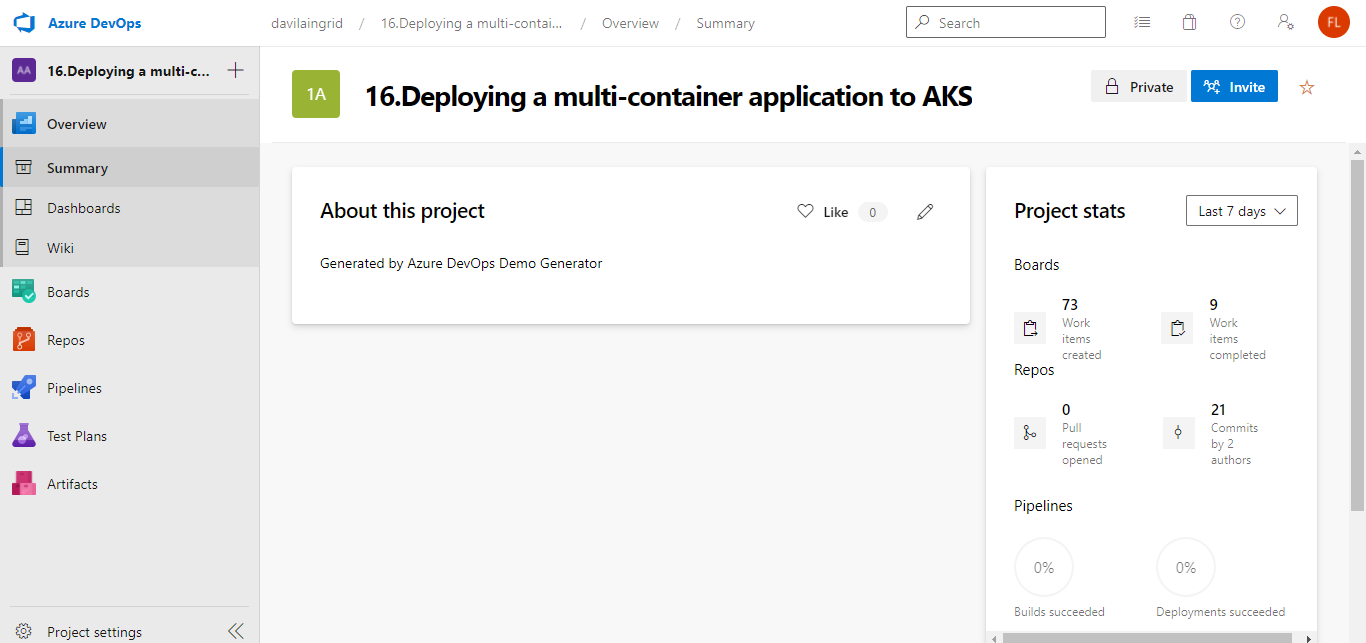 Azure DevOps
davilaingrid / 16.Deploying a multi-contai... / Overview / Summary
Search
FL
AA
16.Deploying a multi-c...
Overview
Summary
Dashboards
Wiki
Boards
Repos
Pipelines
Test Plans
Artifacts
Project settings
1A
16.Deploying a multi-container application to AKS
Private
Invite
About this project
Like 0
Generated by Azure DevOps Demo Generator
Project stats
Last 7 days
Boards
73
Work
items
created
9
Work
items
completed
Repos
0
Pull
requests
opened
21
Commits
by 2
authors
Pipelines
0%
Builds succeeded
0%
Deployments succeeded